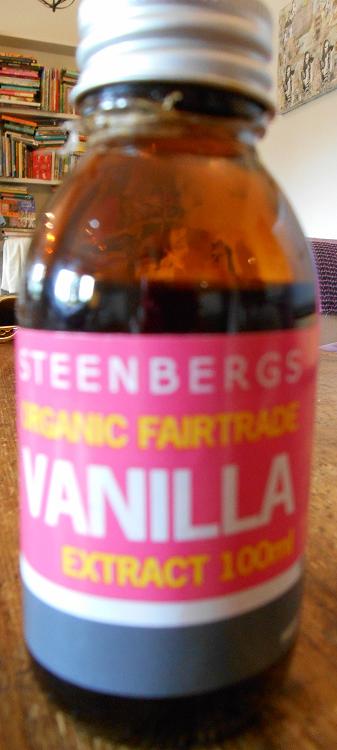 STEENBERGS
ORGANIC FAIRTRADE
VANILLA
EXTRACT 100ml